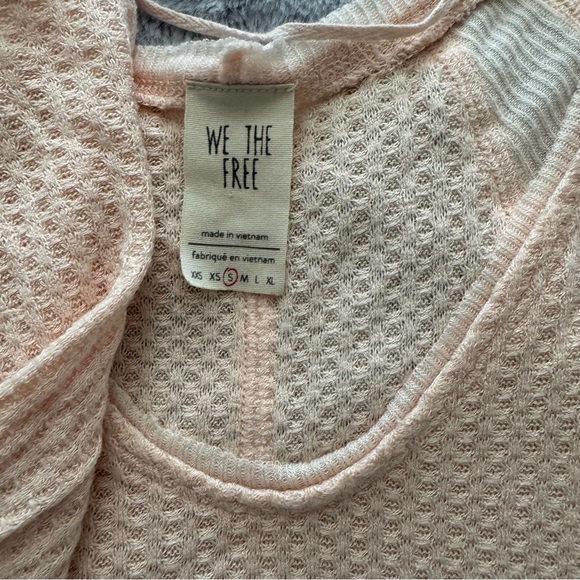 WE THE
FREE
made in vietnam
fabriqué en vietnam
XXS XS S M L XL